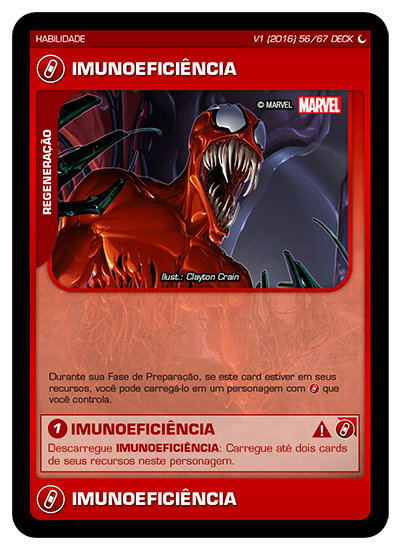 HABILIDADE
V1 (2016) 56/67 DECK
IMUNOEFICIÊNCIA
© MARVEL MARVEL
REGENERAÇÃO
Ilust.: Clayton Crain
Durante sua Fase de Preparação, se este card estiver em seus
recursos, você pode carregá-lo em um personagem com que
você controla.
1 IMUNOEFICIÊNCIA
Descarregue IMUNOEFICIÊNCIA: Carregue até dois cards
de seus recursos neste personagem.
IMUNOEFICIÊNCIA